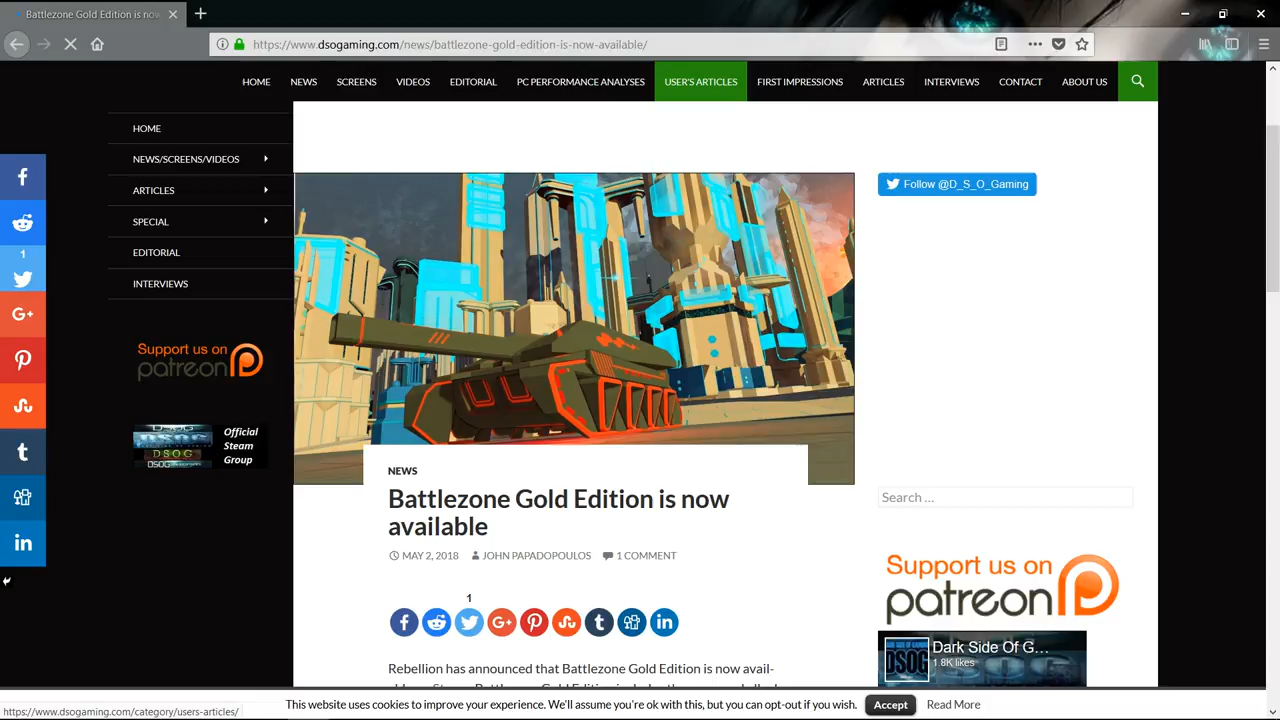 Battlezone Gold Edition is now
https://www.dsogaming.com/news/battlezone-gold-edition-is-now-available/
HOME NEWS SCREENS VIDEOS EDITORIAL PC PERFORMANCE ANALYSES USER'S ARTICLES FIRST IMPRESSIONS ARTICLES INTERVIEWS CONTACT ABOUT US
HOME
NEWS/SCREENS/VIDEOS
ARTICLES
SPECIAL
EDITORIAL
INTERVIEWS
1
Support us on
patreon
DSOG
DSOG
Official
Steam
Group
Follow @D_S_O_Gaming
NEWS
Battlezone Gold Edition is now
available
MAY 2, 2018 JOHN PAPADOPOULOS 1 COMMENT
1
Rebellion has announced that Battlezone Gold Edition is now avail-
Search ...
Support us on
patreon
DSOG
Dark Side Of G...
1.8K likes
This website uses cookies to improve your experience. We'll assume you're ok with this, but you can opt-out if you wish. Accept Read More
https://www.dsogaming.com/category/users-articles/